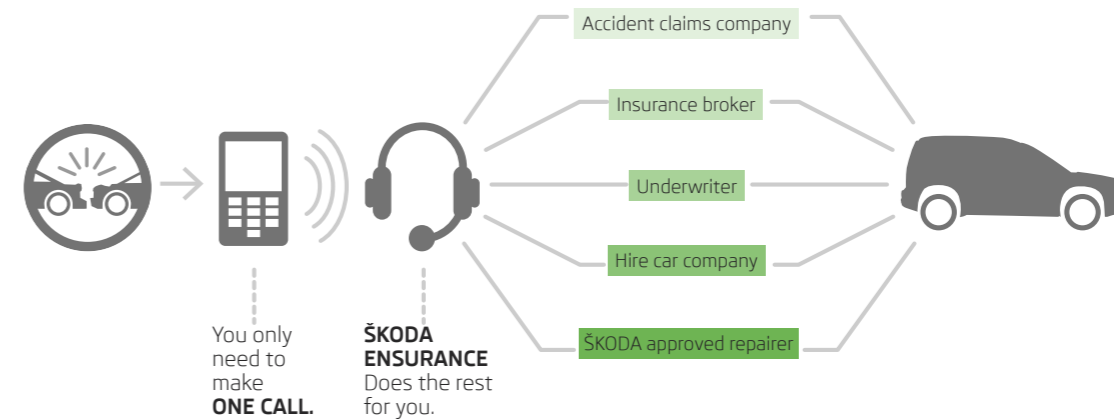 Accident claims company
Insurance broker
Underwriter
Hire car company
ŠKODA approved repairer
You only
need to
make
ONE CALL.
ŠKODA
ENSURANCE
Does the rest
for you.